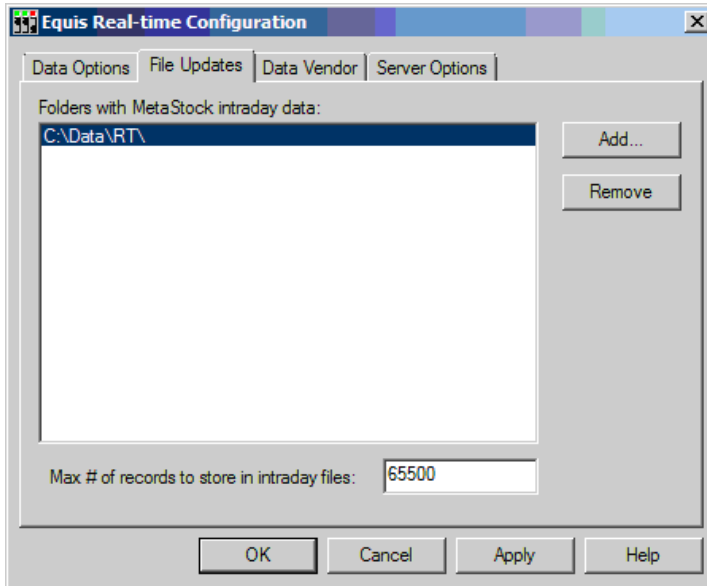 Equis Real-time Configuration
Data Options File Updates Data Vendor Server Options
Folders with MetaStock intraday data:
C:\Data\RT\
Add...
Remove
Max # of records to store in intraday files: 65500
OK Cancel Apply Help